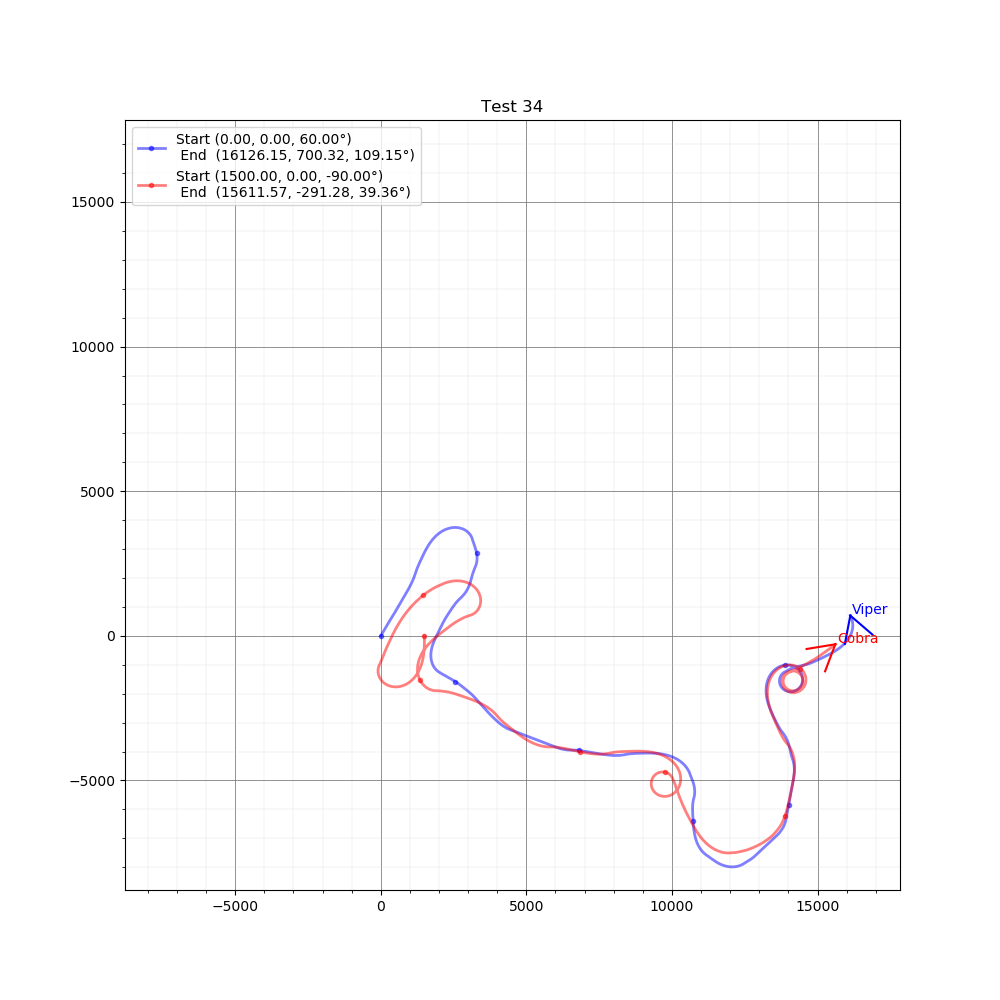 Test 34
Start (0.00, 0.00, 60.00°)
End (16126.15, 700.32, 109.15°)
Start (1500.00, 0.00, -90.00°)
End (15611.57, -291.28, 39.36°)
15000
10000
5000
0
−5000
Viper
Cobra
−5000 0 5000 10000 15000